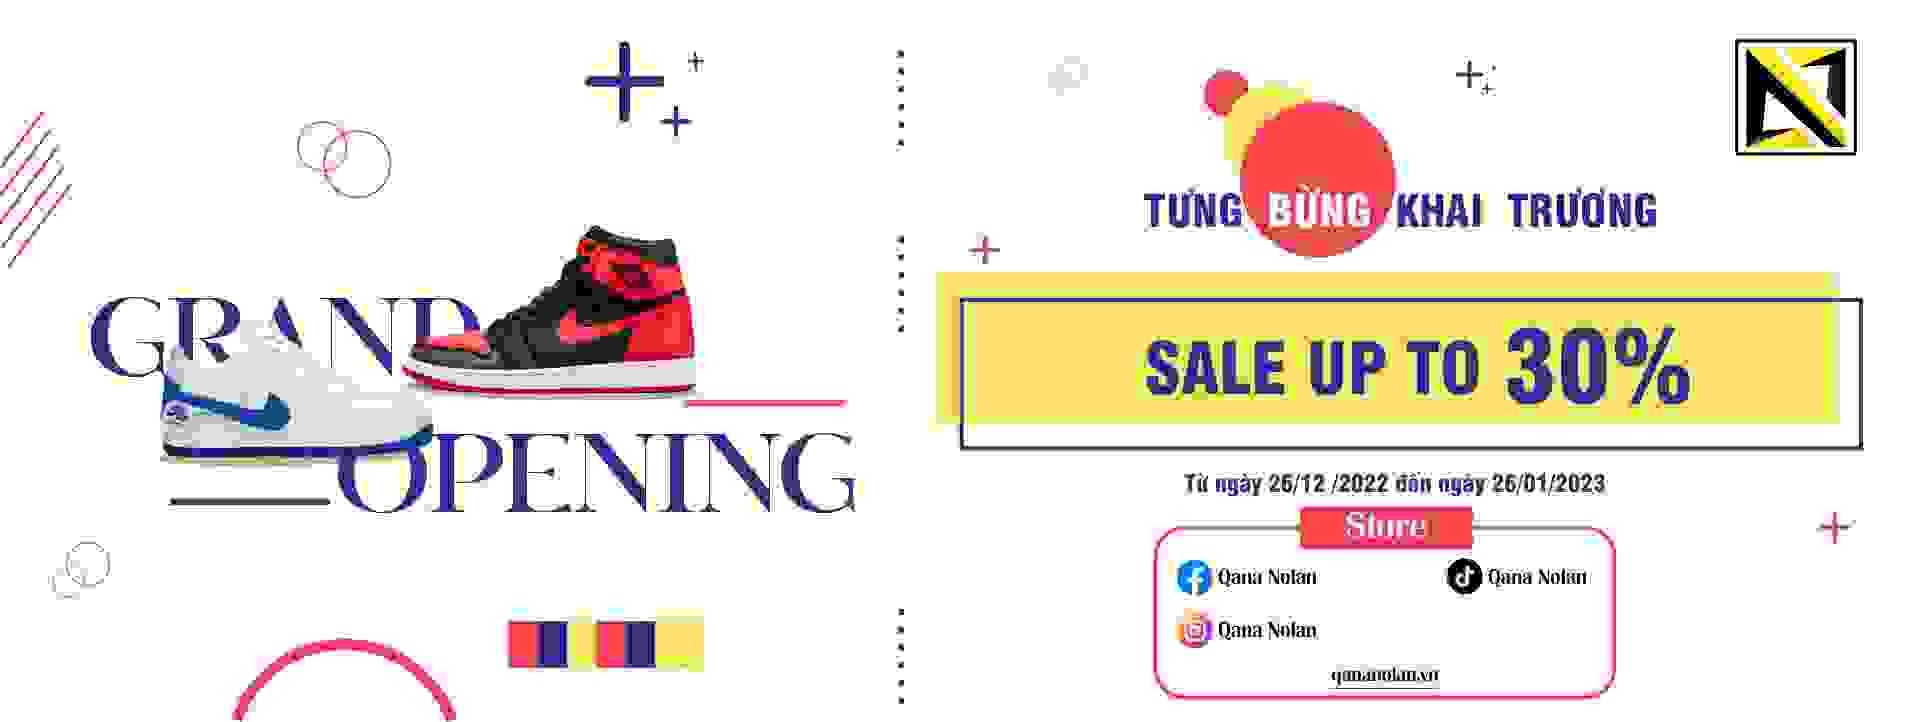 GRAND
OPENING
TƯNG BỪNG KHAI TRƯƠNG
SALE UP TO 30%
Từ ngày 26/12 /2022 đến ngày 26/01/2023
Store
Qana Nolan
Qana Nolan
Qana Nolan
qananolan.vn